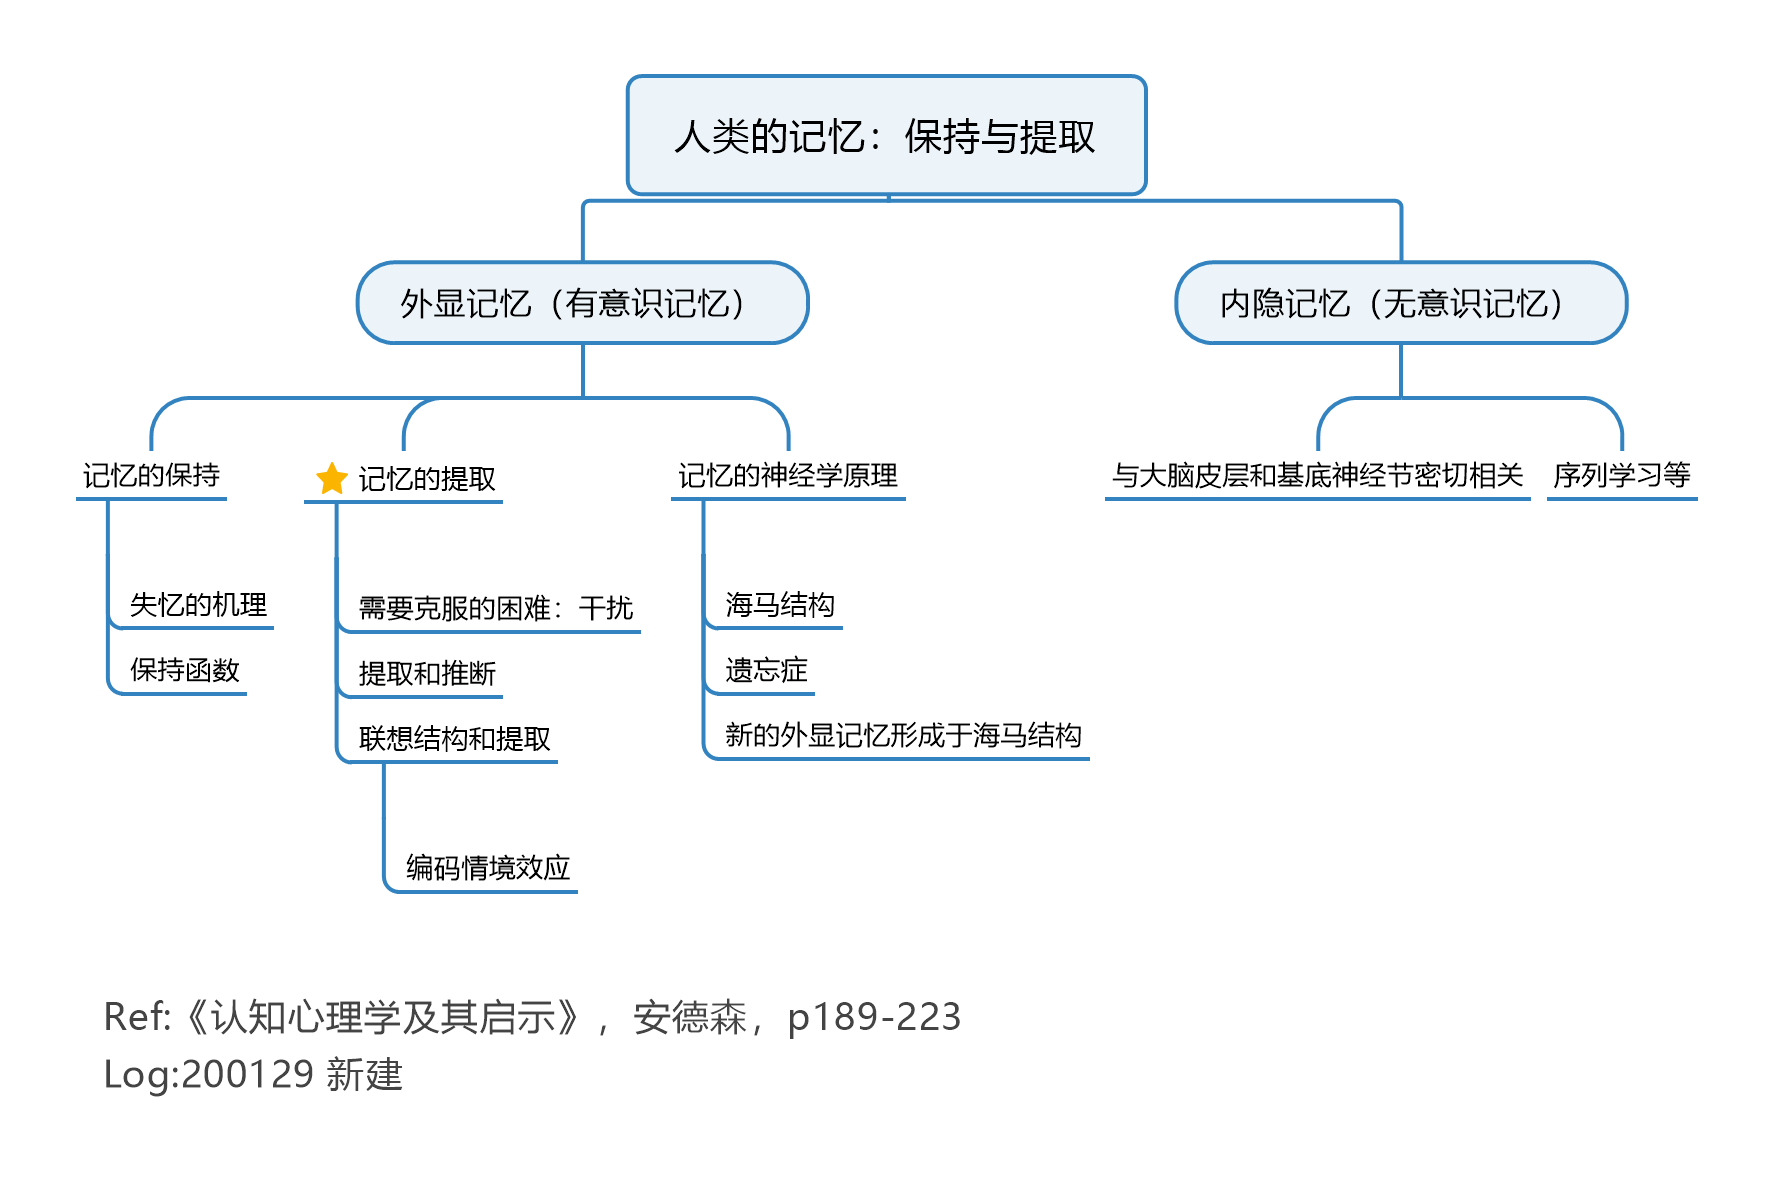 人类的记忆：保持与提取
外显记忆（有意识记忆）
内隐记忆（无意识记忆）
记忆的保持
记忆的提取
记忆的神经学原理
与大脑皮层和基底神经节密切相关
序列学习等
失忆的机理
保持函数
需要克服的困难：干扰
提取和推断
联想结构和提取
编码情境效应
海马结构
遗忘症
新的外显记忆形成于海马结构
Ref:《认知心理学及其启示》，安德森，p189-223
Log:200129 新建